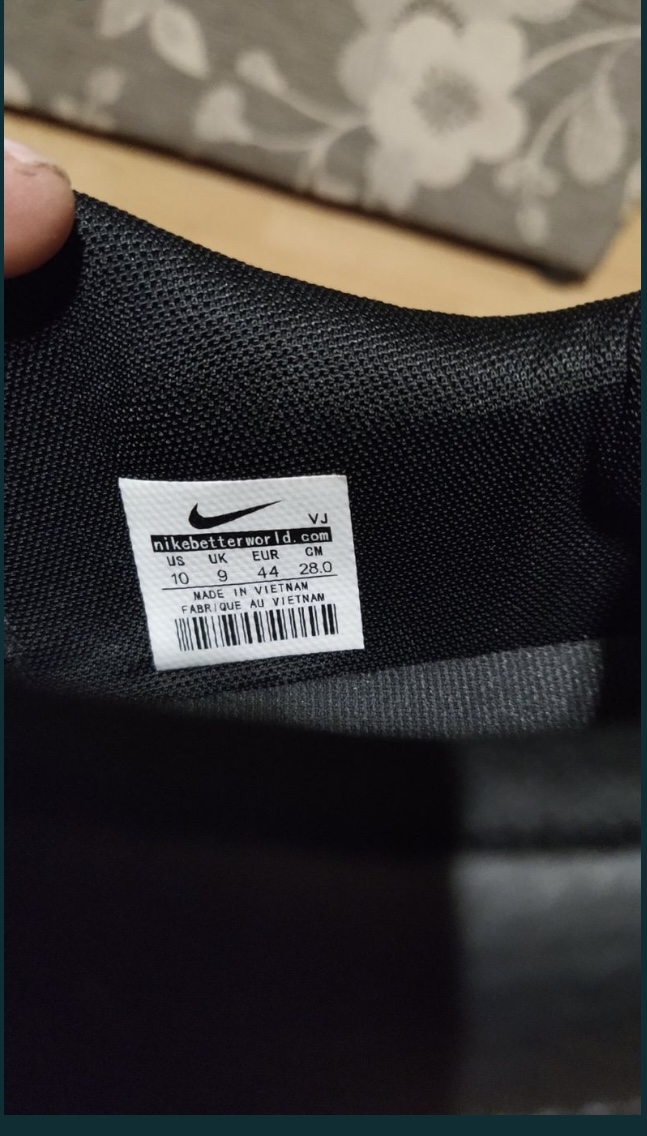 VJ
nikebetterworld.com
US UK EUR CM
10 9 44 28.0
MADE IN VIETNAM
FABRIQUE AU VIETNAM